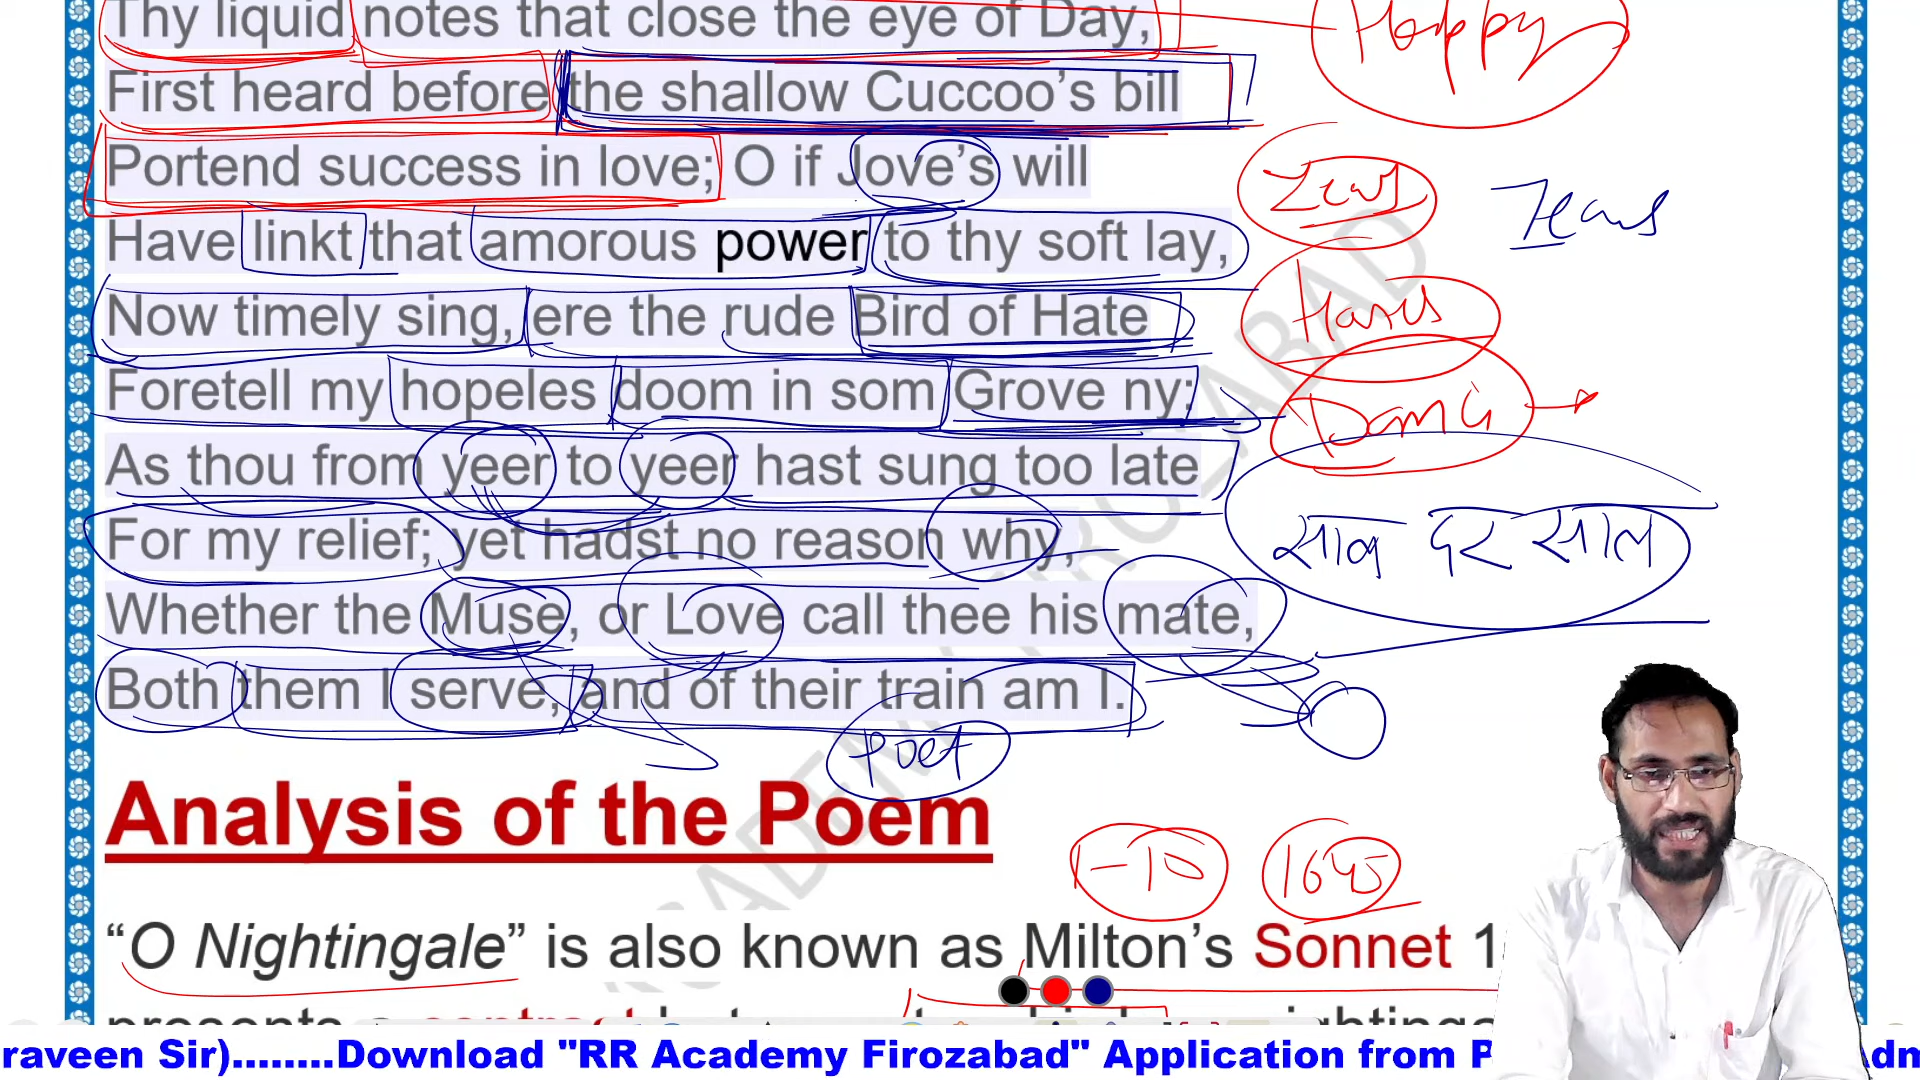 Thy liquid notes that close the eye of Day,
Happy
First heard before the shallow Cuccoo's bill
Portend success in love; O if Jove's will
Zeus Zeus
Have linkt that amorous power to thy soft lay,
Now timely sing, ere the rude Bird of Hate
Foretell my hopeles doom in som Grove ny;
As thou from yeer to yeer hast sung too late
साल दर साल
For my relief; yet hadst no reason why,
Whether the Muse, or Love call thee his mate,
Both them I serve, and of their train am I.
Poet
Analysis of the Poem
1-10 1645
“O Nightingale” is also known as Milton’s Sonnet 1
presents a contrast
raveen Sir)........Download "RR Academy Firozabad" Application from P